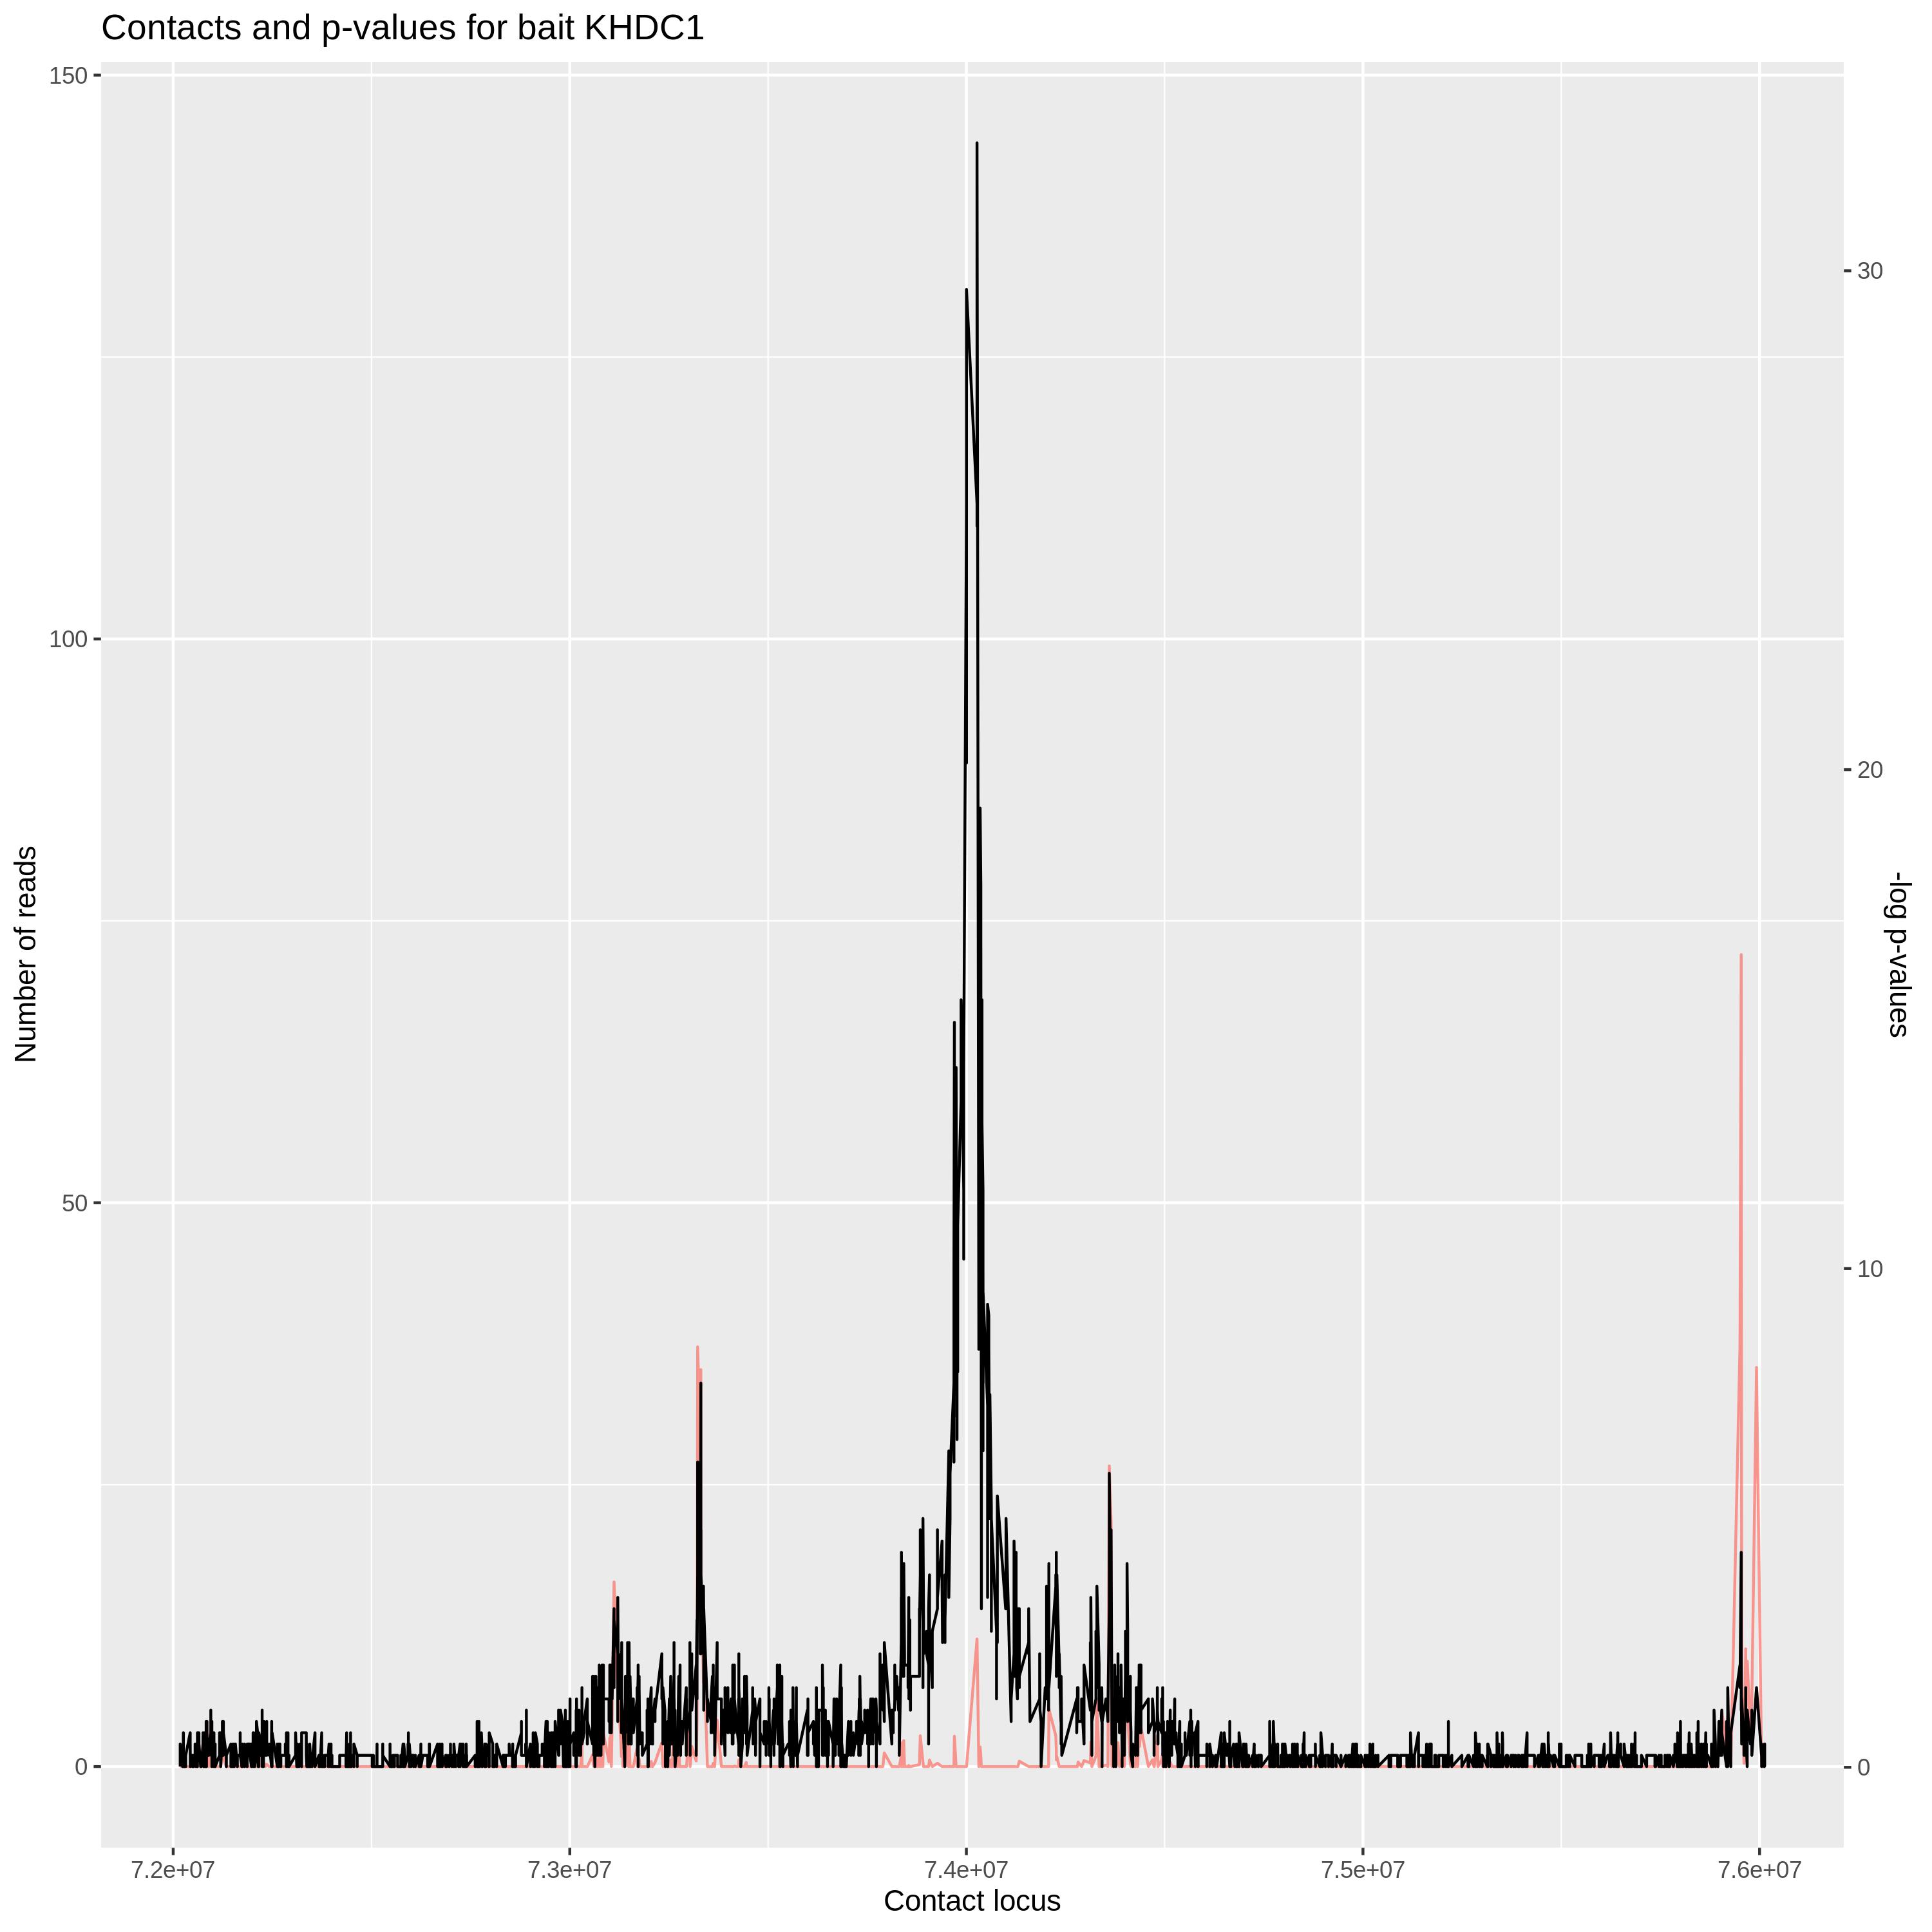 Contacts and p-values for bait KHDC1
150
100
50
0
Number of reads
30
20
10
0
-log p-values
7.2e+07
7.3e+07
7.4e+07
7.5e+07
7.6e+07
Contact locus